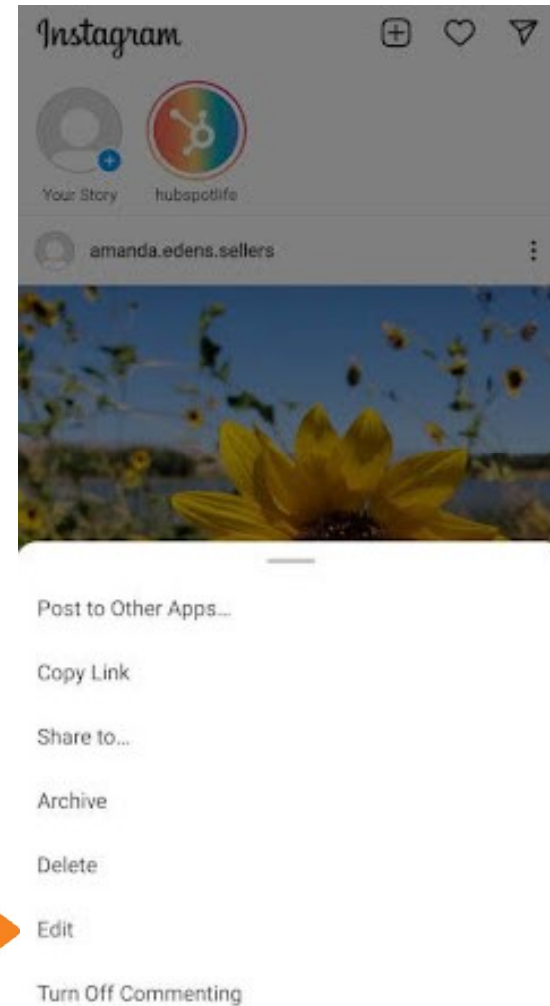 Instagram
Your Story hubspotlife
amanda.edens.sellers
Post to Other Apps...
Copy Link
Share to...
Archive
Delete
Edit
Turn Off Commenting